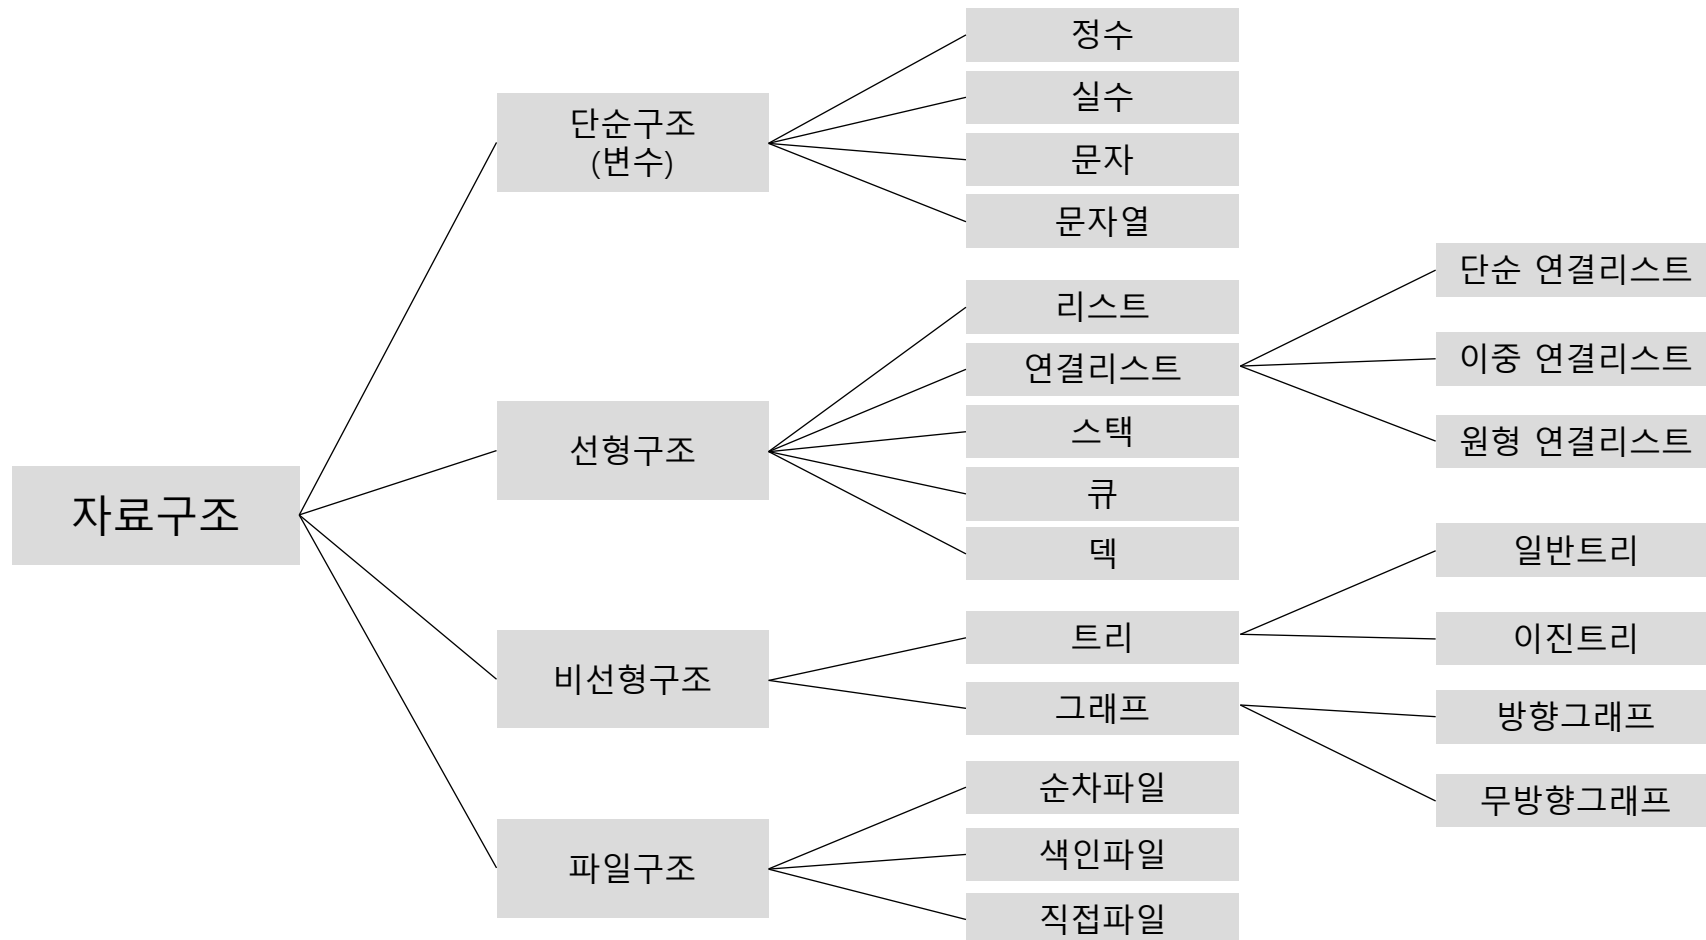 자료구조
단순구조
(변수)
정수
실수
문자
문자열
선형구조
리스트
연결리스트
단순 연결리스트
이중 연결리스트
원형 연결리스트
스택
큐
덱
비선형구조
트리
일반트리
이진트리
그래프
방향그래프
무방향그래프
파일구조
순차파일
색인파일
직접파일